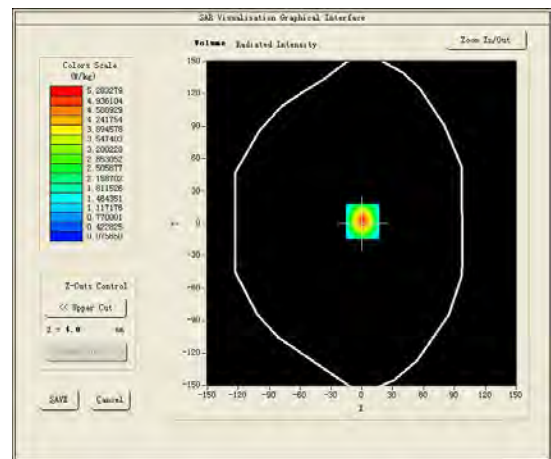 SAR Visualisation Graphical Interface
Volume Radiated Intensity
Zoom In/Out
Colors Scale
(W/kg)
5.283279
4.936104
4.588929
4.241754
3.894578
3.547403
3.200228
2.853052
2.505877
2.158702
1.811526
1.464351
1.117176
0.770001
0.422825
0.075650
150
120
90
60
30
0
-30
-60
-90
-120
-150
-150 -120 -90 -60 -30 0 30 60 90 120 150
X
Z-Cuts Control
<< Upper Cut
Z = 4.0 mm
SAVE
Cancel